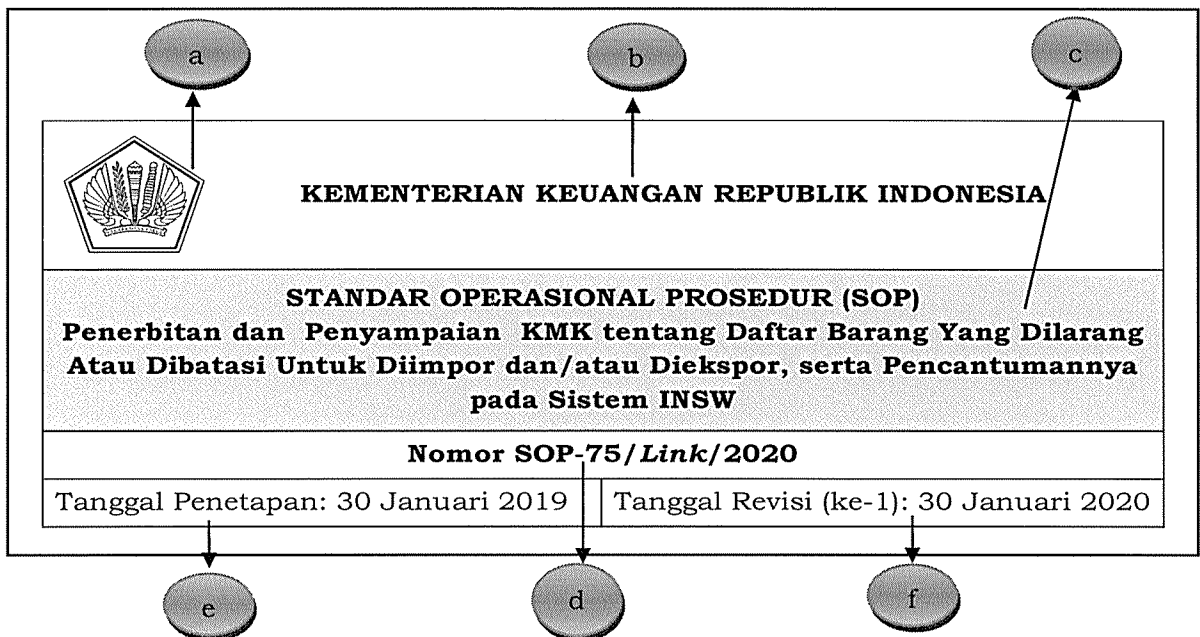 a
b
c
KEMENTERIAN KEUANGAN REPUBLIK INDONESIA
STANDAR OPERASIONAL PROSEDUR (SOP)
Penerbitan dan Penyampaian KMK tentang Daftar Barang Yang Dilarang
Atau Dibatasi Untuk Diimpor dan/atau Diekspor, serta Pencantumannya
pada Sistem INSW
Nomor SOP-75/Link/2020
Tanggal Penetapan: 30 Januari 2019
Tanggal Revisi (ke-1): 30 Januari 2020
e
d
f